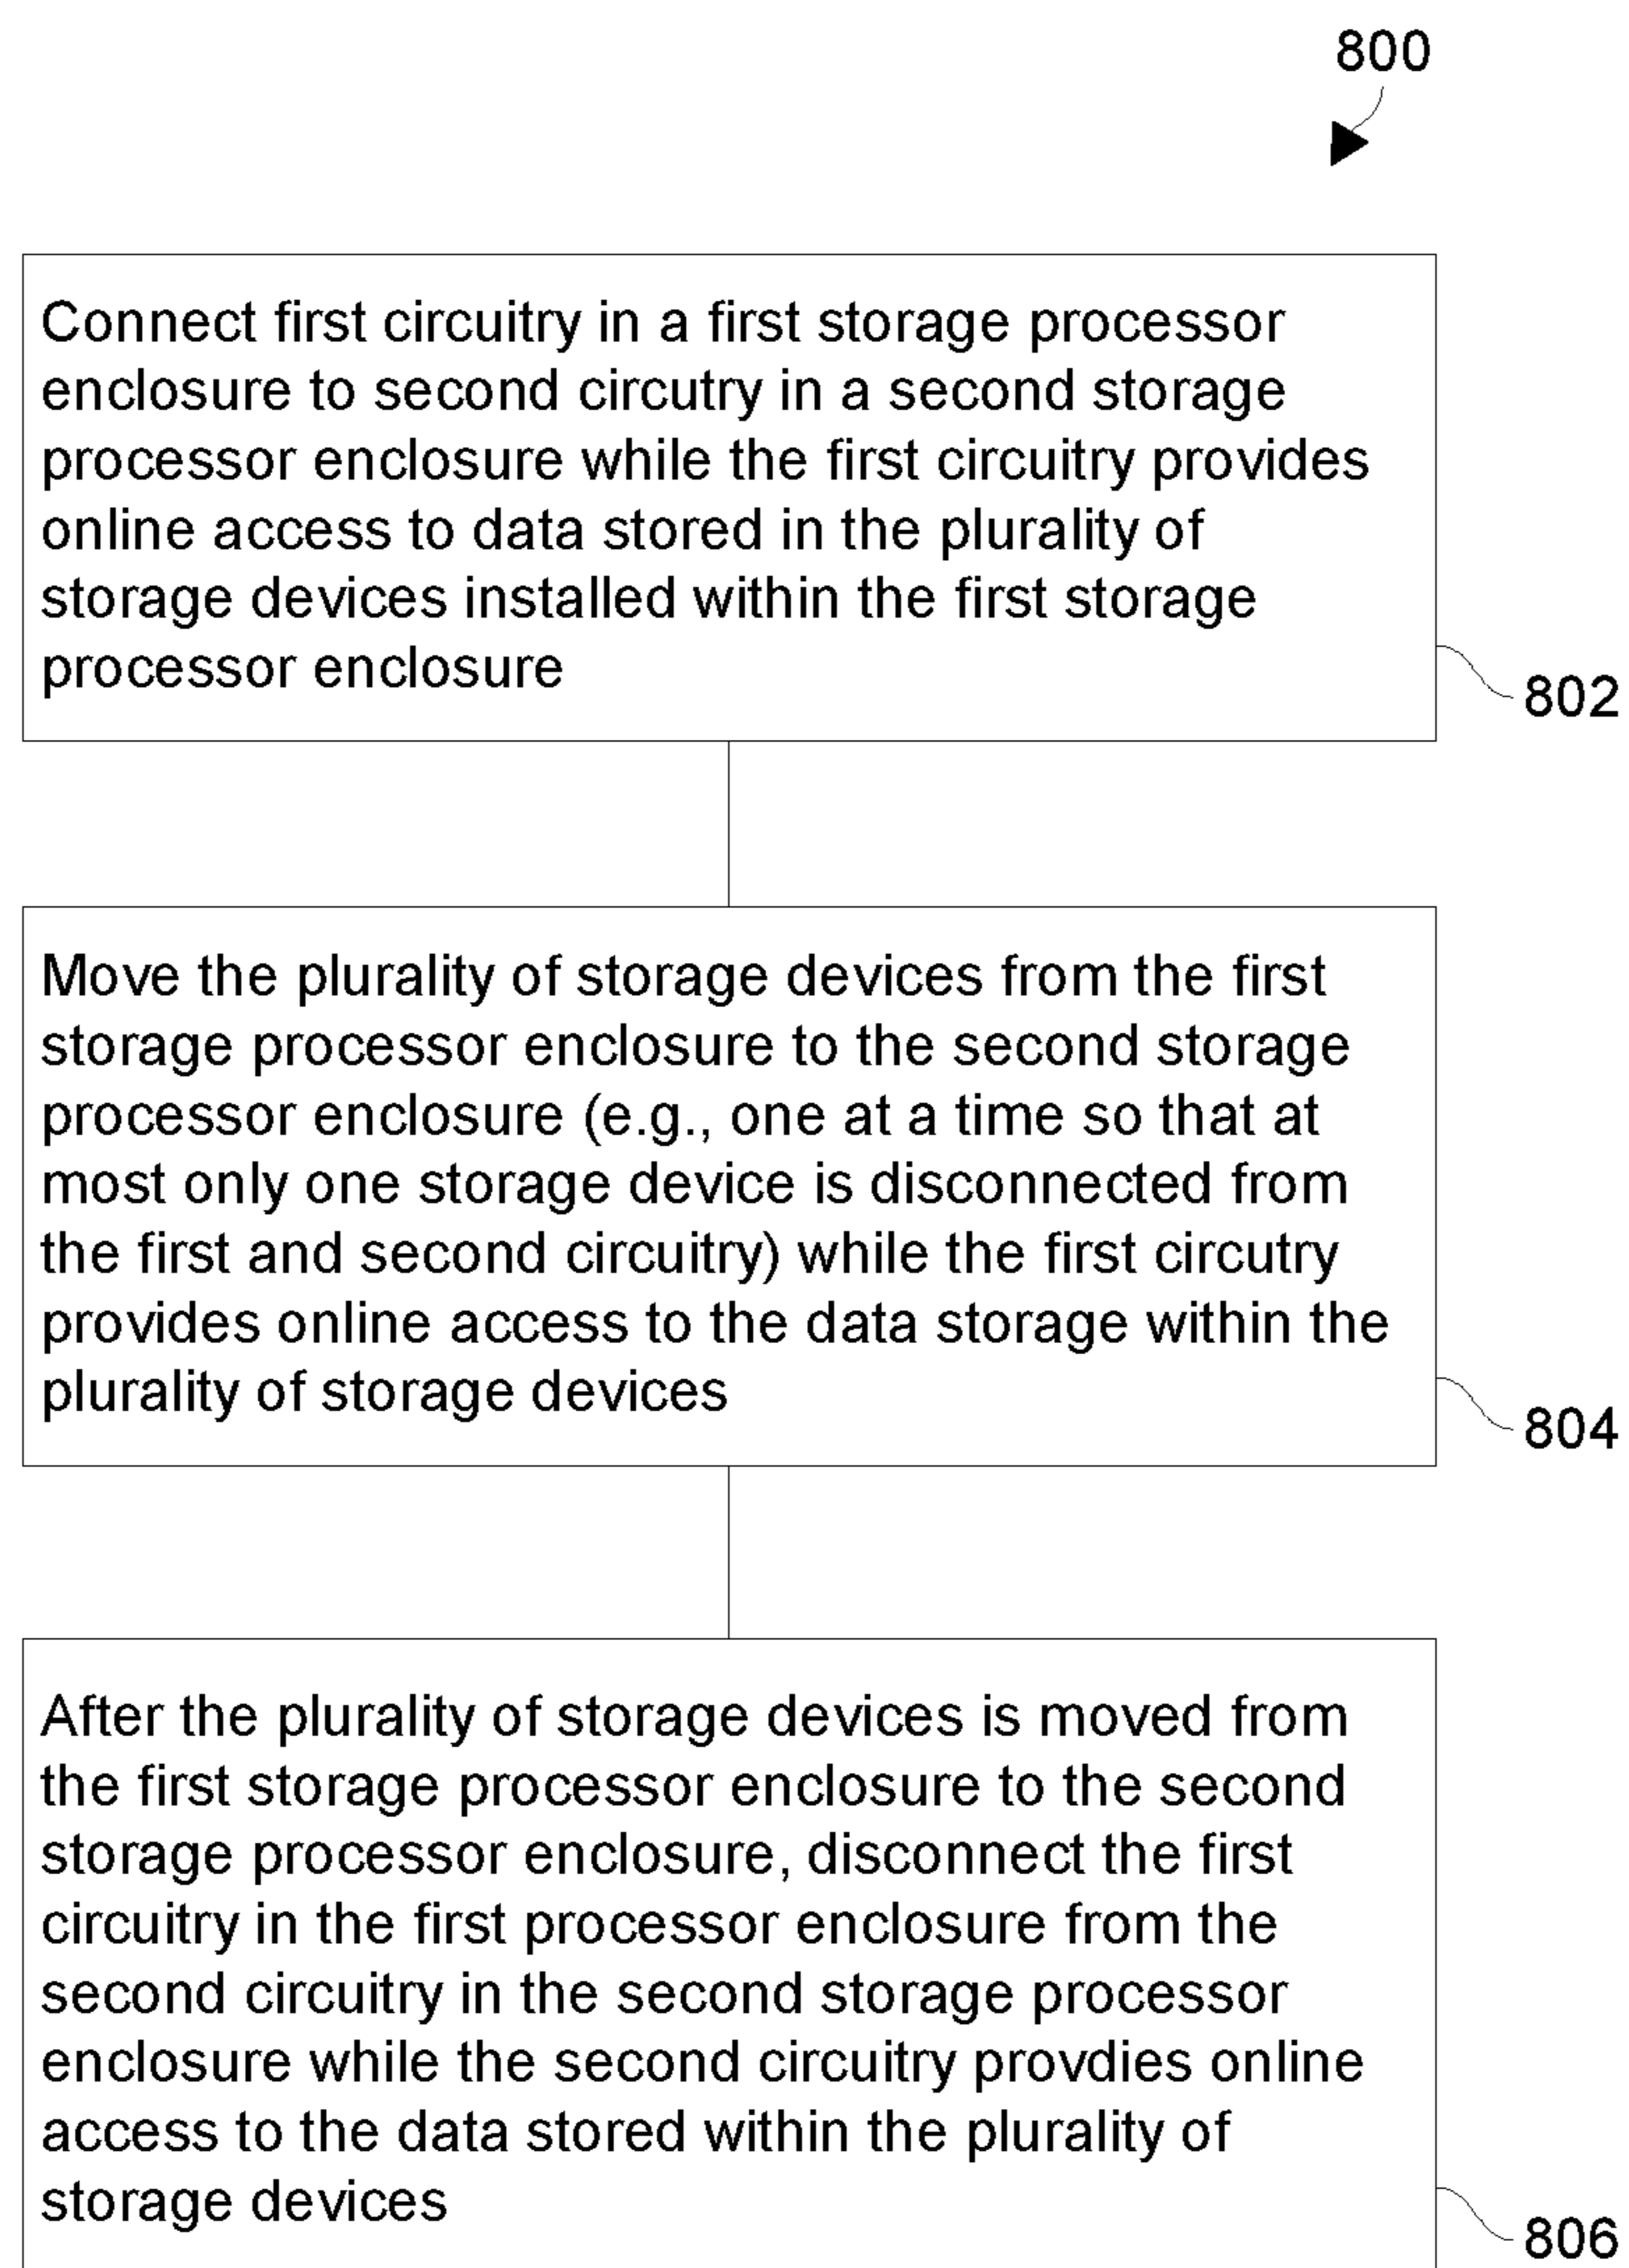 800
Connect first circuitry in a first storage processor
enclosure to second circutry in a second storage
processor enclosure while the first circuitry provides
online access to data stored in the plurality of
storage devices installed within the first storage
processor enclosure
802
Move the plurality of storage devices from the first
storage processor enclosure to the second storage
processor enclosure (e.g., one at a time so that at
most only one storage device is disconnected from
the first and second circuitry) while the first circutry
provides online access to the data storage within the
plurality of storage devices
804
After the plurality of storage devices is moved from
the first storage processor enclosure to the second
storage processor enclosure, disconnect the first
circuitry in the first processor enclosure from the
second circuitry in the second storage processor
enclosure while the second circuitry provdies online
access to the data stored within the plurality of
storage devices
806